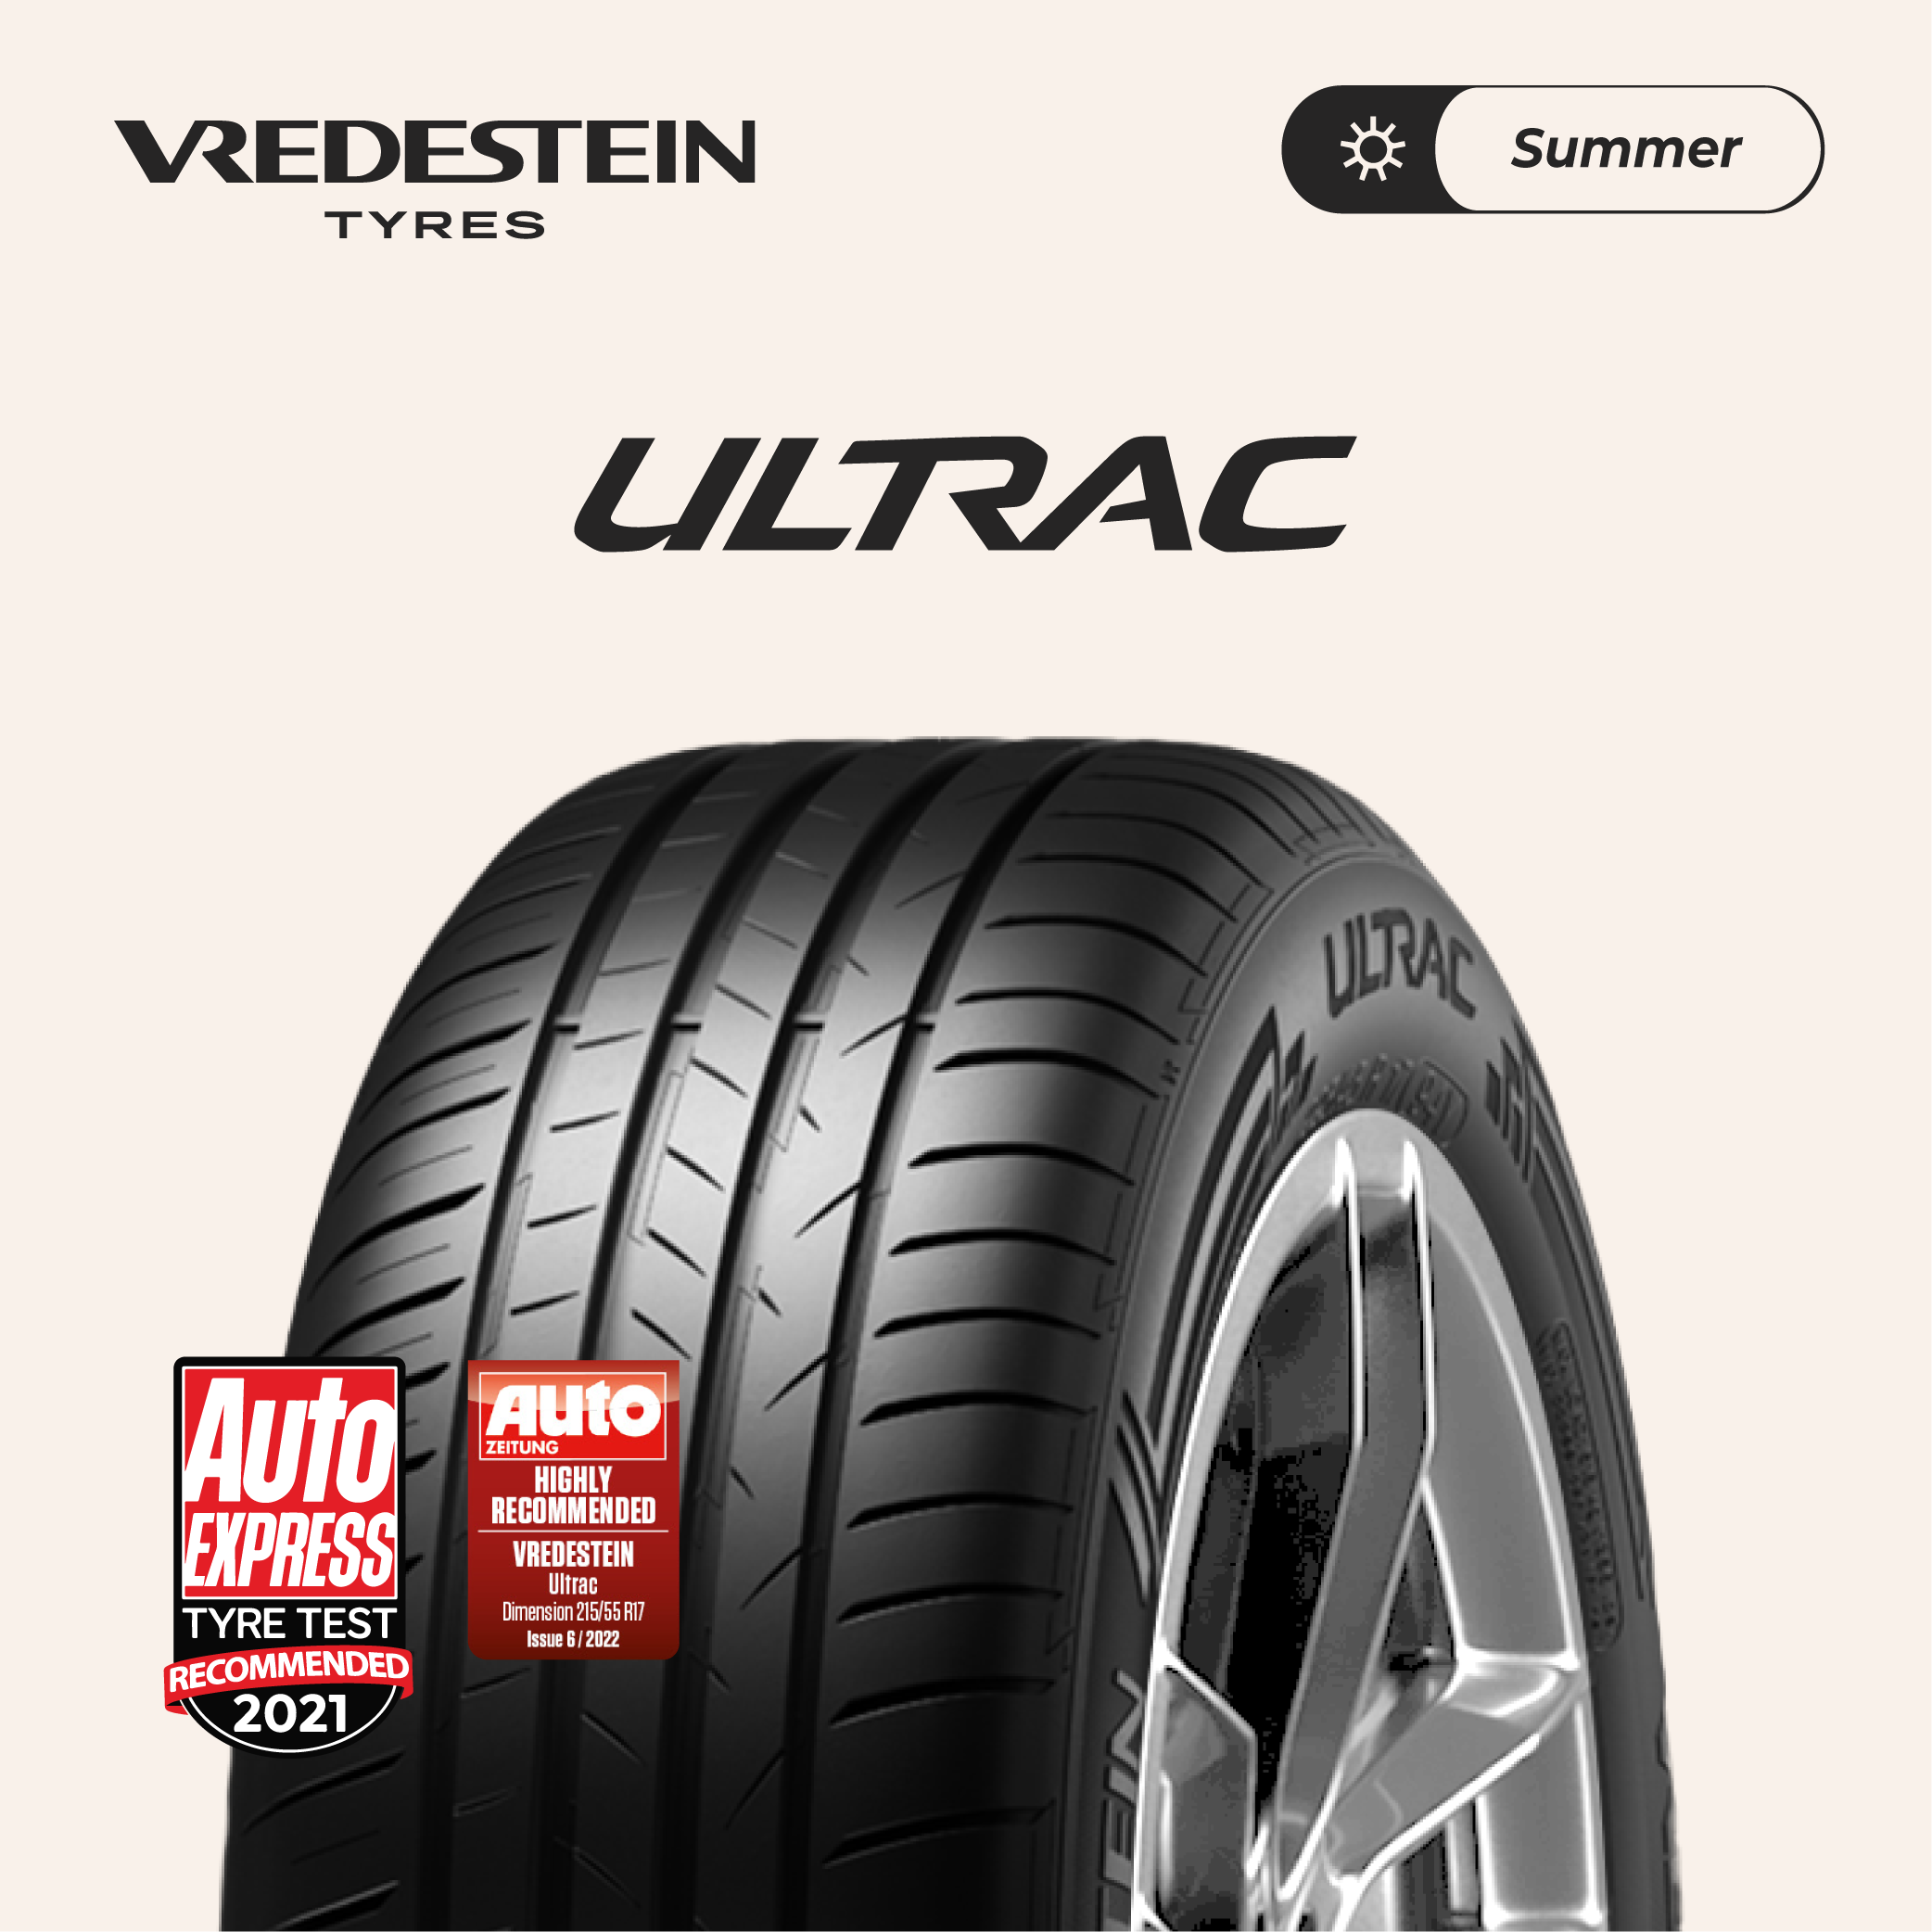 VREDESTEIN
TYRES
Summer
ULTRAC
ULTRAC
Auto
EXPRESS
TYRE TEST
RECOMMENDED
2021
Auto
ZEITUNG
HIGHLY
RECOMMENDED
VREDESTEIN
Ultrac
Dimension 215/55 R17
Issue 6 / 2022
TEIN